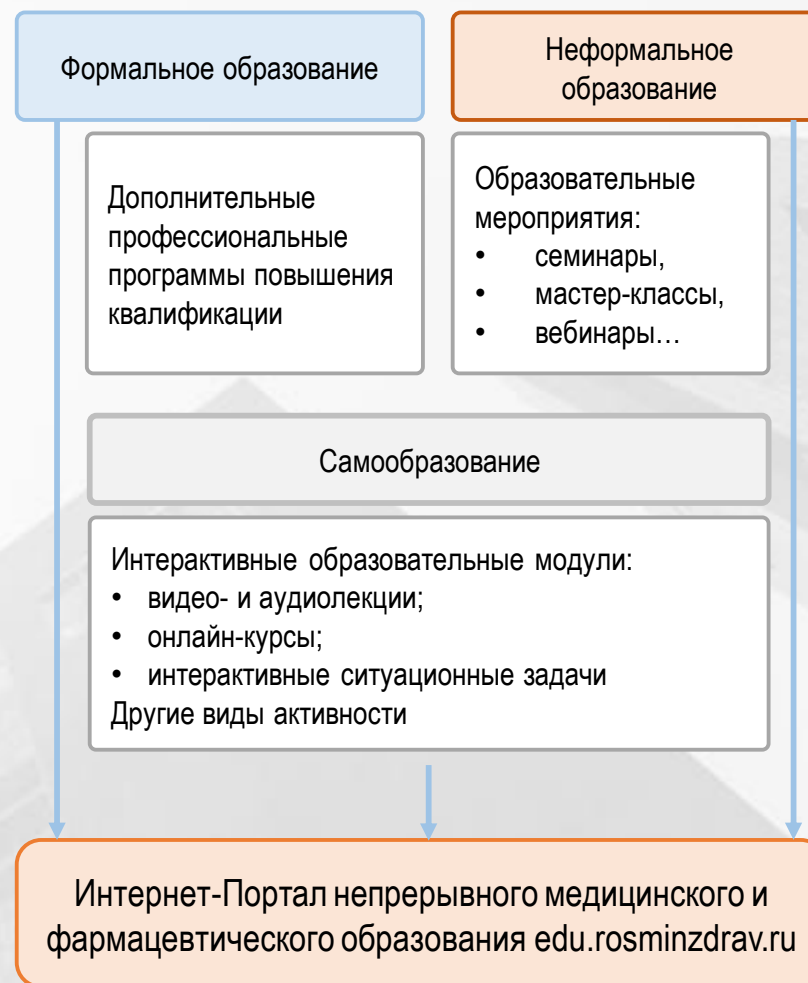 Формальное образование
Неформальное
образование
Дополнительные
профессиональные
программы повышения
квалификации
Образовательные
мероприятия:
• семинары,
• мастер-классы,
• вебинары…
Самообразование
Интерактивные образовательные модули:
• видео- и аудиолекции;
• онлайн-курсы;
• интерактивные ситуационные задачи
Другие виды активности
Интернет-Портал непрерывного медицинского и
фармацевтического образования edu.rosminzdrav.ru